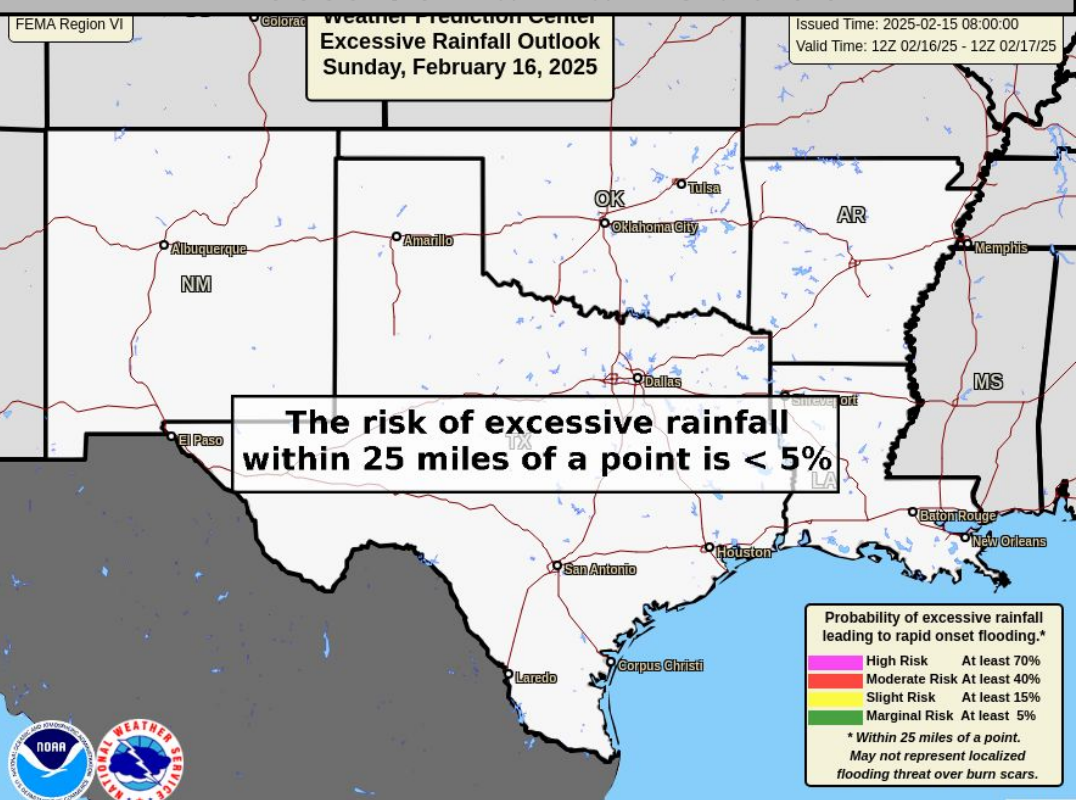 FEMA Region VI
Weather Prediction Center
Excessive Rainfall Outlook
Sunday, February 16, 2025
Issued Time: 2025-02-15 08:00:00
Valid Time: 12Z 02/16/25 - 12Z 02/17/25
Colorad
Tulsa
OK
AR
Oklahoma City
Amarillo
Albuquerque
Memphis
NM
Dallas
MS
Shreveport
The risk of excessive rainfall
within 25 miles of a point is < 5%
El Paso
TX
LA
Baton Rouge
New Orleans
Houston
San Antonio
Corpus Christi
Laredo
Probability of excessive rainfall
leading to rapid onset flooding.*
High Risk At least 70%
Moderate Risk At least 40%
Slight Risk At least 15%
Marginal Risk At least 5%
* Within 25 miles of a point.
May not represent localized
flooding threat over burn scars.
NOAA
NATIONAL WEATHER SERVICE